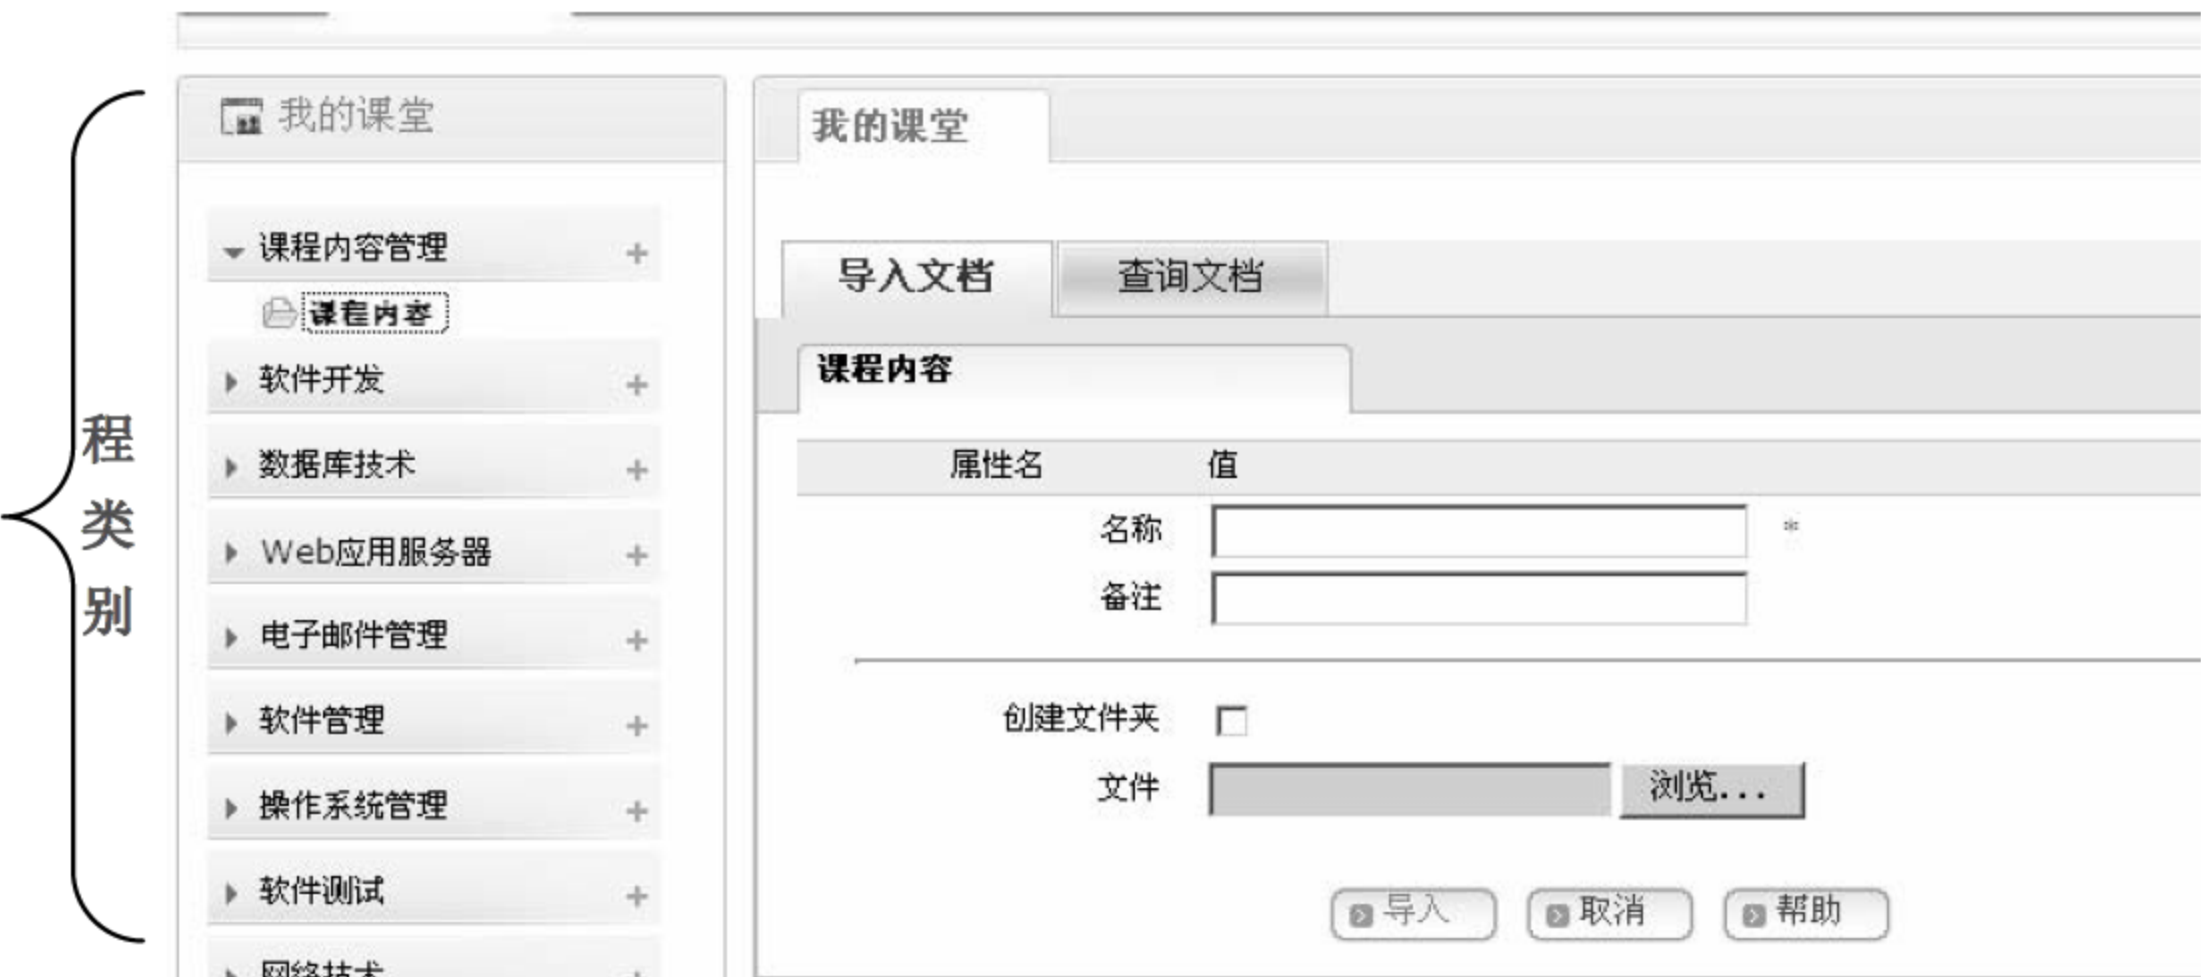 程
类
别
我的课堂
课程内容管理
课程内容
软件开发
数据库技术
Web应用服务器
电子邮件管理
软件管理
操作系统管理
软件测试
网络技术
我的课堂
导入文档 查询文档
课程内容
属性名 值
名称 *
备注
创建文件夹
文件 浏览...
导入 取消 帮助